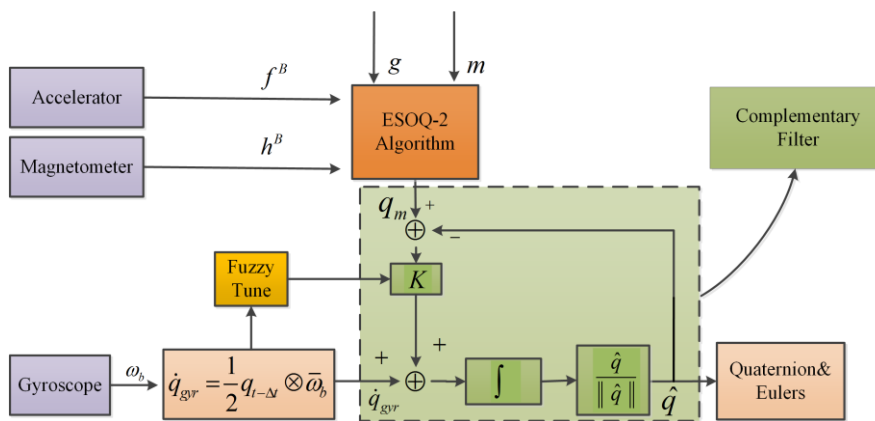 g
m
Accelerator
f^B
ESOQ-2
Algorithm
Complementary
Filter
Magnetometer
h^B
q_m
+
⊕
−
Fuzzy
Tune
K
Gyroscope
ω_b
q̇_gyr = 1/2 q_{t−Δt} ⊗ ω̄_b
+
+
q̇_gyr
⊕
∫
q̂ / ‖ q̂ ‖
q̂
Quaternion&
Eulers